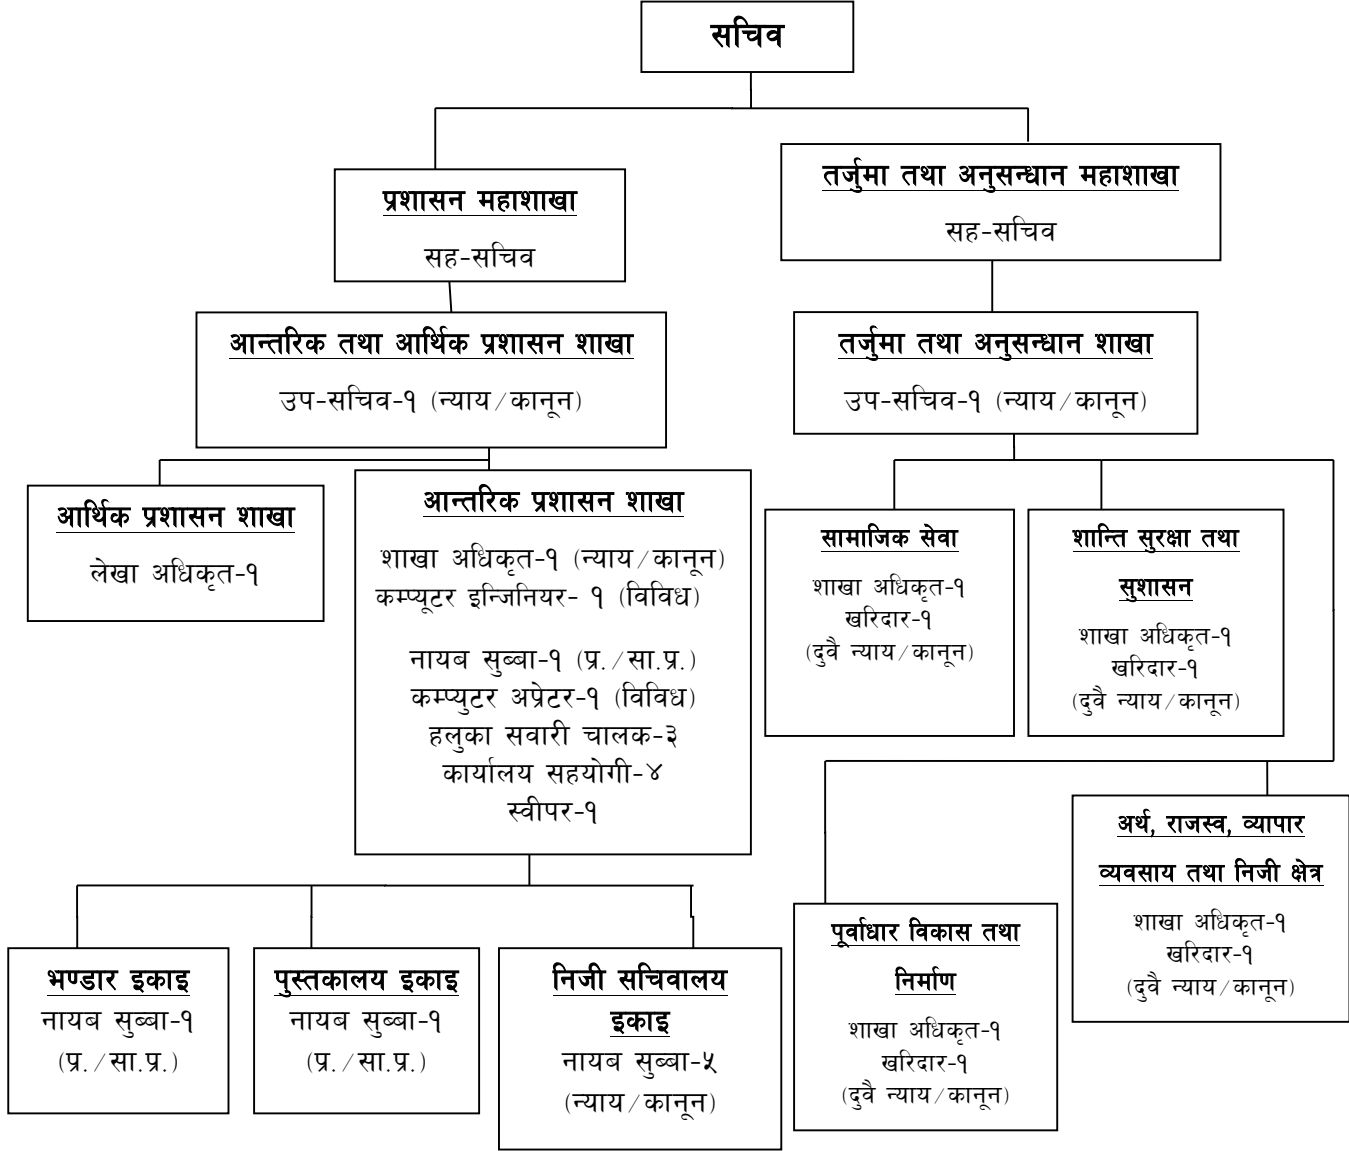 सचिव
प्रशासन महाशाखा
सह-सचिव
तर्जुमा तथा अनुसन्धान महाशाखा
सह-सचिव
आन्तरिक तथा आर्थिक प्रशासन शाखा
उप-सचिव-१ (न्याय/कानून)
तर्जुमा तथा अनुसन्धान शाखा
उप-सचिव-१ (न्याय/कानून)
आर्थिक प्रशासन शाखा
लेखा अधिकृत-१
आन्तरिक प्रशासन शाखा
शाखा अधिकृत-१ (न्याय/कानून)
कम्प्यूटर इन्जिनियर- १ (विविध)
नायब सुब्बा-१ (प्र./सा.प्र.)
कम्प्युटर अप्रेटर-१ (विविध)
हलुका सवारी चालक-३
कार्यालय सहयोगी-४
स्वीपर-१
सामाजिक सेवा
शाखा अधिकृत-१
खरिदार-१
(दुवै न्याय/कानून)
शान्ति सुरक्षा तथा
सुशासन
शाखा अधिकृत-१
खरिदार-१
(दुवै न्याय/कानून)
पूर्वाधार विकास तथा
निर्माण
शाखा अधिकृत-१
खरिदार-१
(दुवै न्याय/कानून)
अर्थ, राजस्व, व्यापार
व्यवसाय तथा निजी क्षेत्र
शाखा अधिकृत-१
खरिदार-१
(दुवै न्याय/कानून)
भण्डार इकाइ
नायब सुब्बा-१
(प्र./सा.प्र.)
पुस्तकालय इकाइ
नायब सुब्बा-१
(प्र./सा.प्र.)
निजी सचिवालय
इकाइ
नायब सुब्बा-५
(न्याय/कानून)